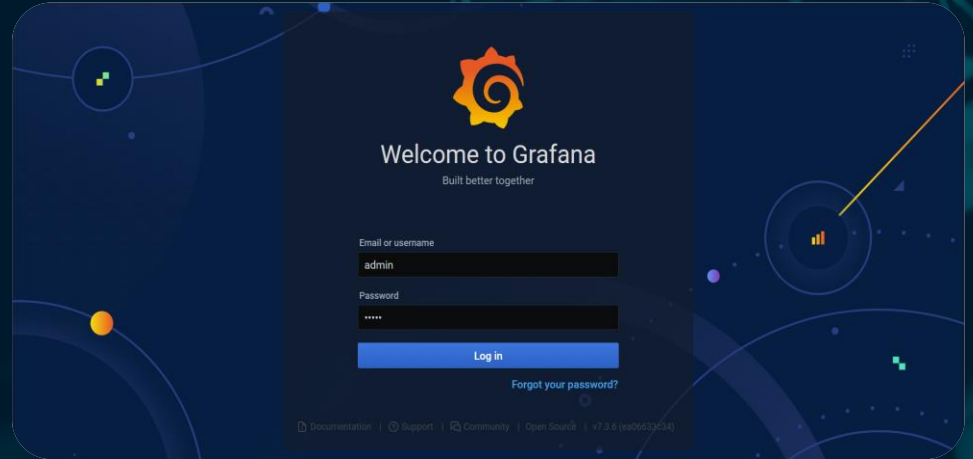 Welcome to Grafana
Built better together
Email or username
admin
Password
•••••
Log in
Forgot your password?
Documentation | Support | Community | Open Source | v7.3.6 (ea06633c34)